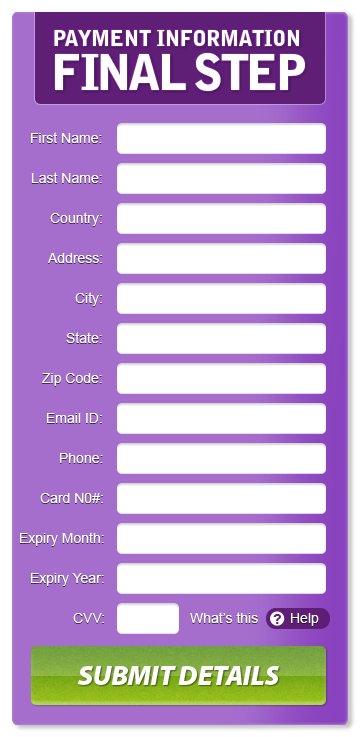 PAYMENT INFORMATION
FINAL STEP
First Name:
Last Name:
Country:
Address:
City:
State:
Zip Code:
Email ID:
Phone:
Card N0#:
Expiry Month:
Expiry Year:
CVV: What's this ? Help
SUBMIT DETAILS